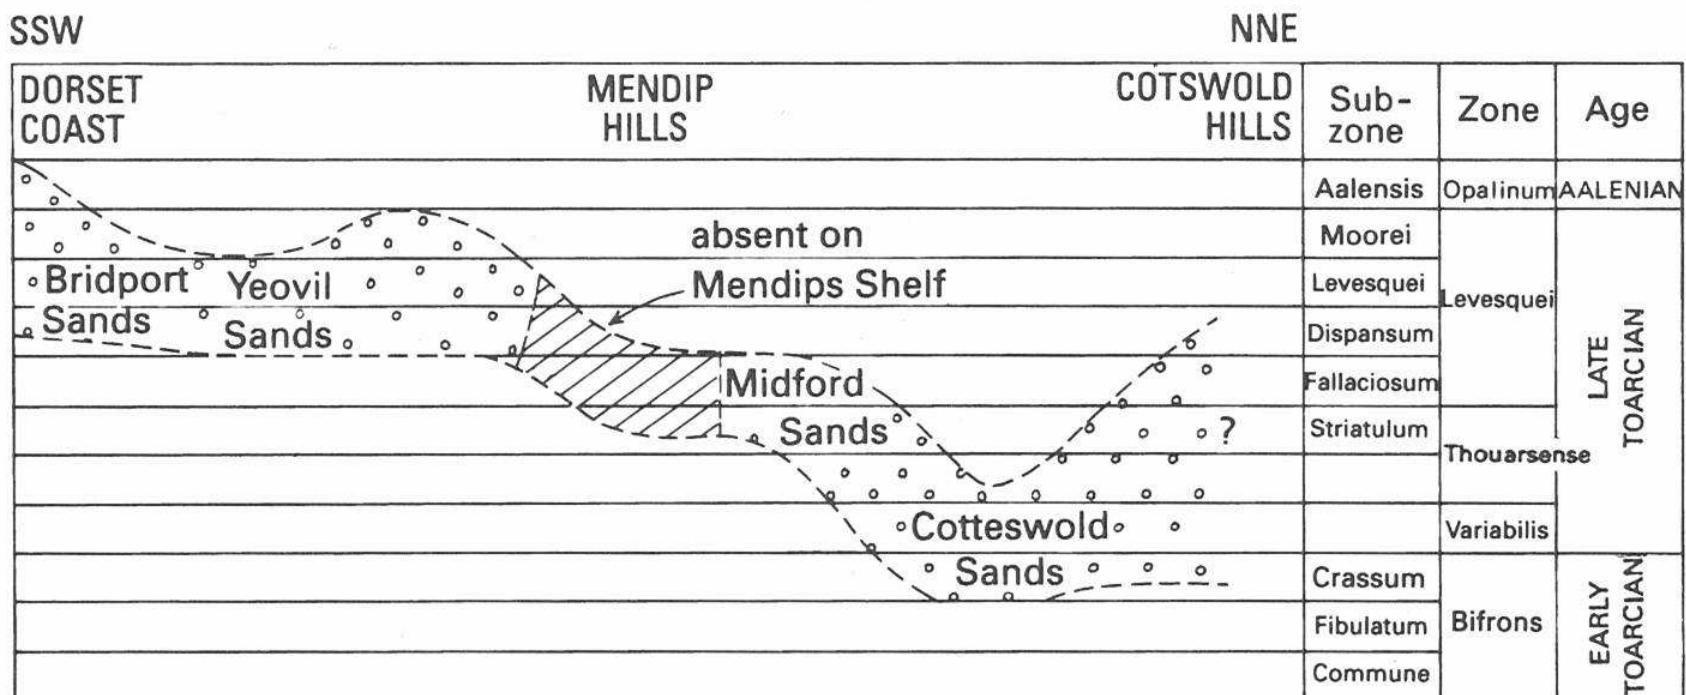 SSW NNE
DORSET COAST
MENDIP HILLS
COTSWOLD HILLS
Sub-zone
Zone
Age
Aalensis Opalinum AALENIAN
absent on
Mendips Shelf
Moorei
Bridport Sands
Yeovil Sands
Levesquei
Levesquei
Dispansum
LATE TOARCIAN
Midford Sands
Fallaciosum
? Striatulum
Thouarsense
Cotteswold Sands
Variabilis
Crassum
Fibulatum
Bifrons
EARLY TOARCIAN
Commune